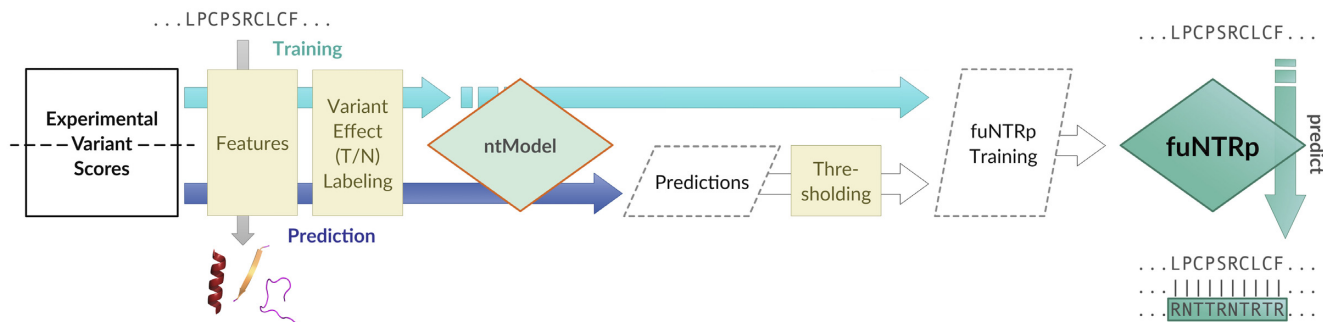 ...LPCPSRCLCF...
Training
Experimental
Variant
Scores
Features
Variant
Effect
(T/N)
Labeling
ntModel
Prediction
Predictions
Thre-
sholding
fuNTRp
Training
...LPCPSRCLCF...
fuNTRp
predict
...LPCPSRCLCF...
...||||||||||...
...RNTTRNTRTR...